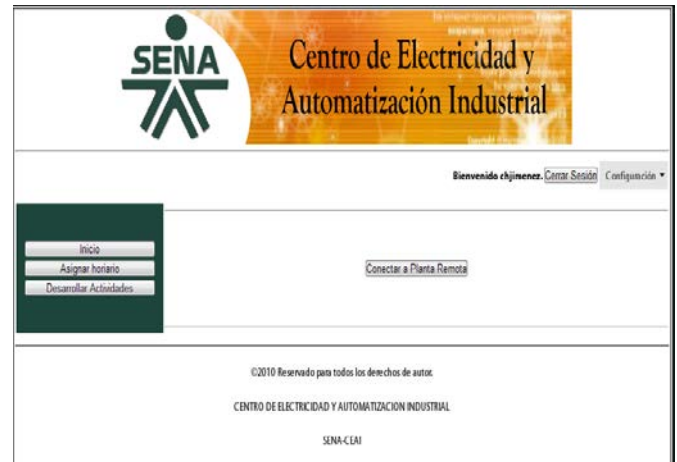 SENA
Centro de Electricidad y
Automatización Industrial
Bienvenido chjimenez. Cerrar Sesión Configuración
Inicio
Asignar horiario
Desarrollar Actividades
Conectar a Planta Remota
©2010 Reservado para todos los derechos de autor.
CENTRO DE ELECTRICIDAD Y AUTOMATIZACION INDUSTRIAL
SENA-CEAI